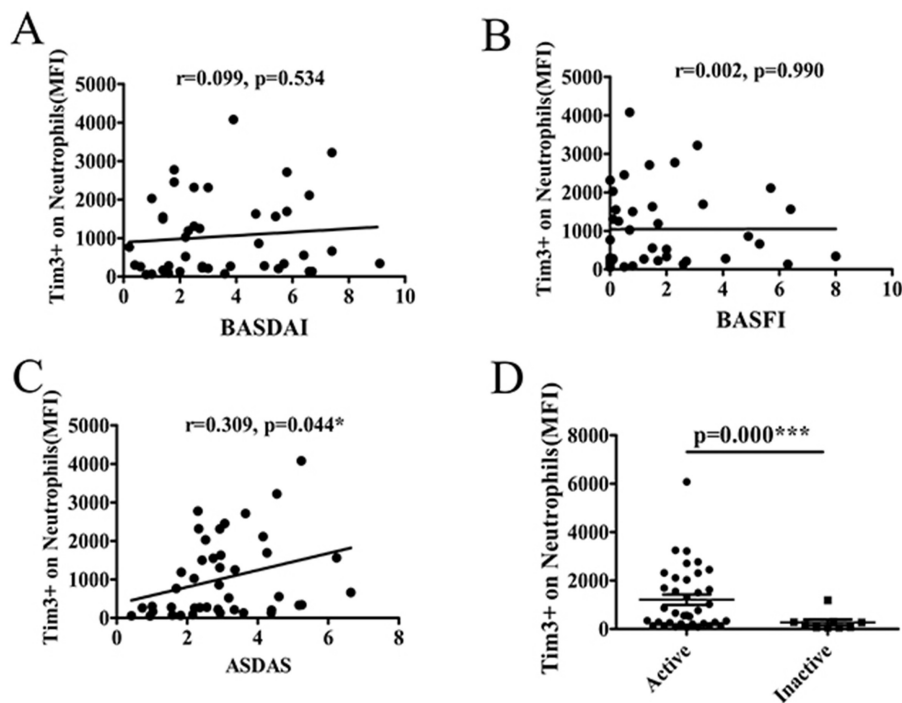 A
r=0.099, p=0.534
Tim3+ on Neutrophils(MFI)
5000
4000
3000
2000
1000
0
0 2 4 6 8 10
BASDAI
B
r=0.002, p=0.990
Tim3+ on Neutrophils(MFI)
5000
4000
3000
2000
1000
0
0 2 4 6 8 10
BASFI
C
r=0.309, p=0.044*
Tim3+ on Neutrophils(MFI)
5000
4000
3000
2000
1000
0
0 2 4 6 8
ASDAS
D
p=0.000***
Tim3+ on Neutrophils(MFI)
8000
6000
4000
2000
0
Active Inactive